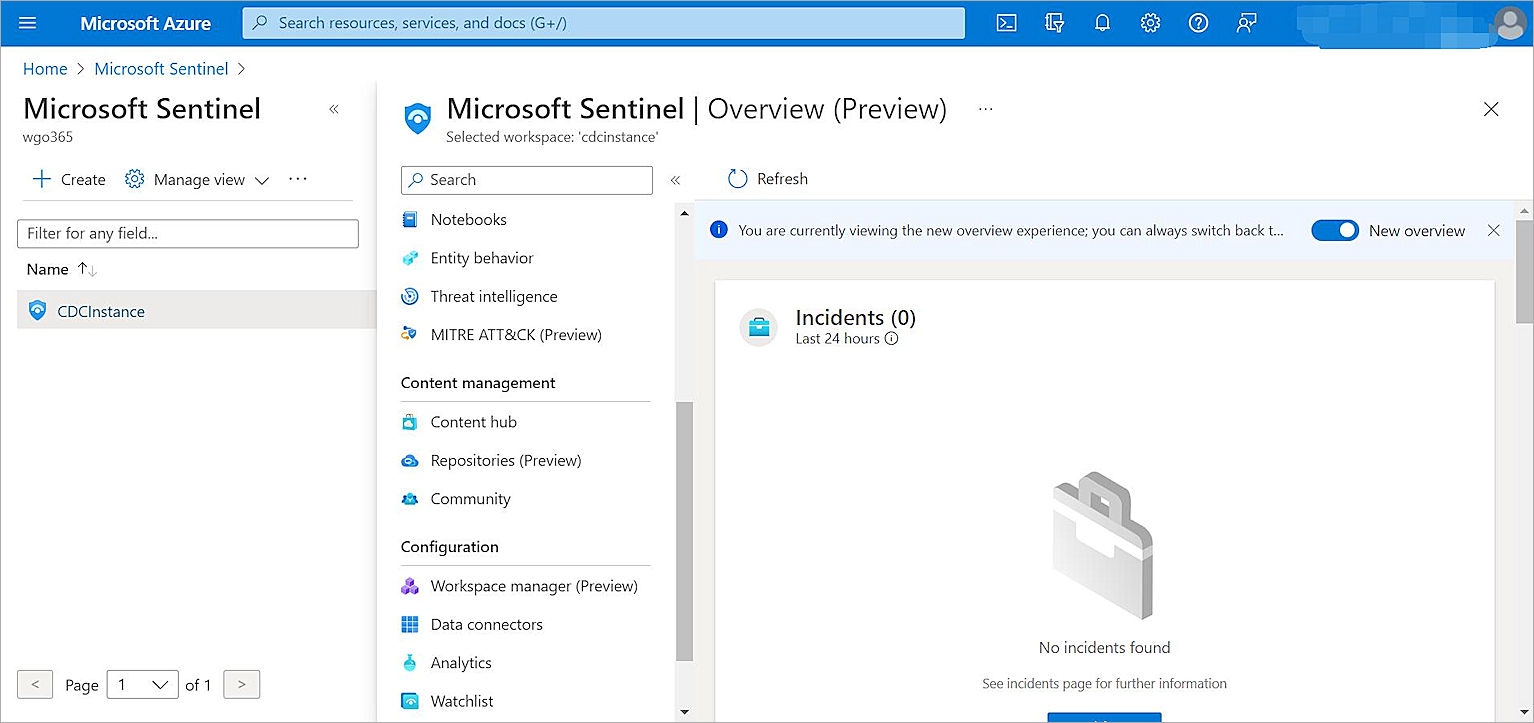 Microsoft Azure
Search resources, services, and docs (G+/)
Home > Microsoft Sentinel >
Microsoft Sentinel
wgo365
Create Manage view ...
Filter for any field...
Name
CDCInstance
< Page 1 of 1 >
Microsoft Sentinel | Overview (Preview) ...
Selected workspace: 'cdcinstance'
Search
Notebooks
Entity behavior
Threat intelligence
MITRE ATT&CK (Preview)
Content management
Content hub
Repositories (Preview)
Community
Configuration
Workspace manager (Preview)
Data connectors
Analytics
Watchlist
Refresh
You are currently viewing the new overview experience; you can always switch back t... New overview
Incidents (0)
Last 24 hours
No incidents found
See incidents page for further information